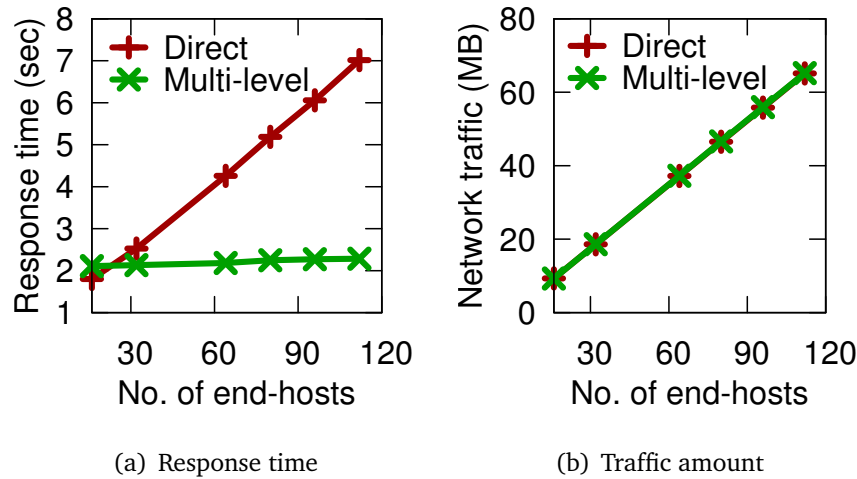 8
7
6
5
4
3
2
1
Response time (sec)
Direct
Multi-level
30 60 90 120
No. of end-hosts
(a) Response time
80
60
40
20
0
Network traffic (MB)
Direct
Multi-level
30 60 90 120
No. of end-hosts
(b) Traffic amount